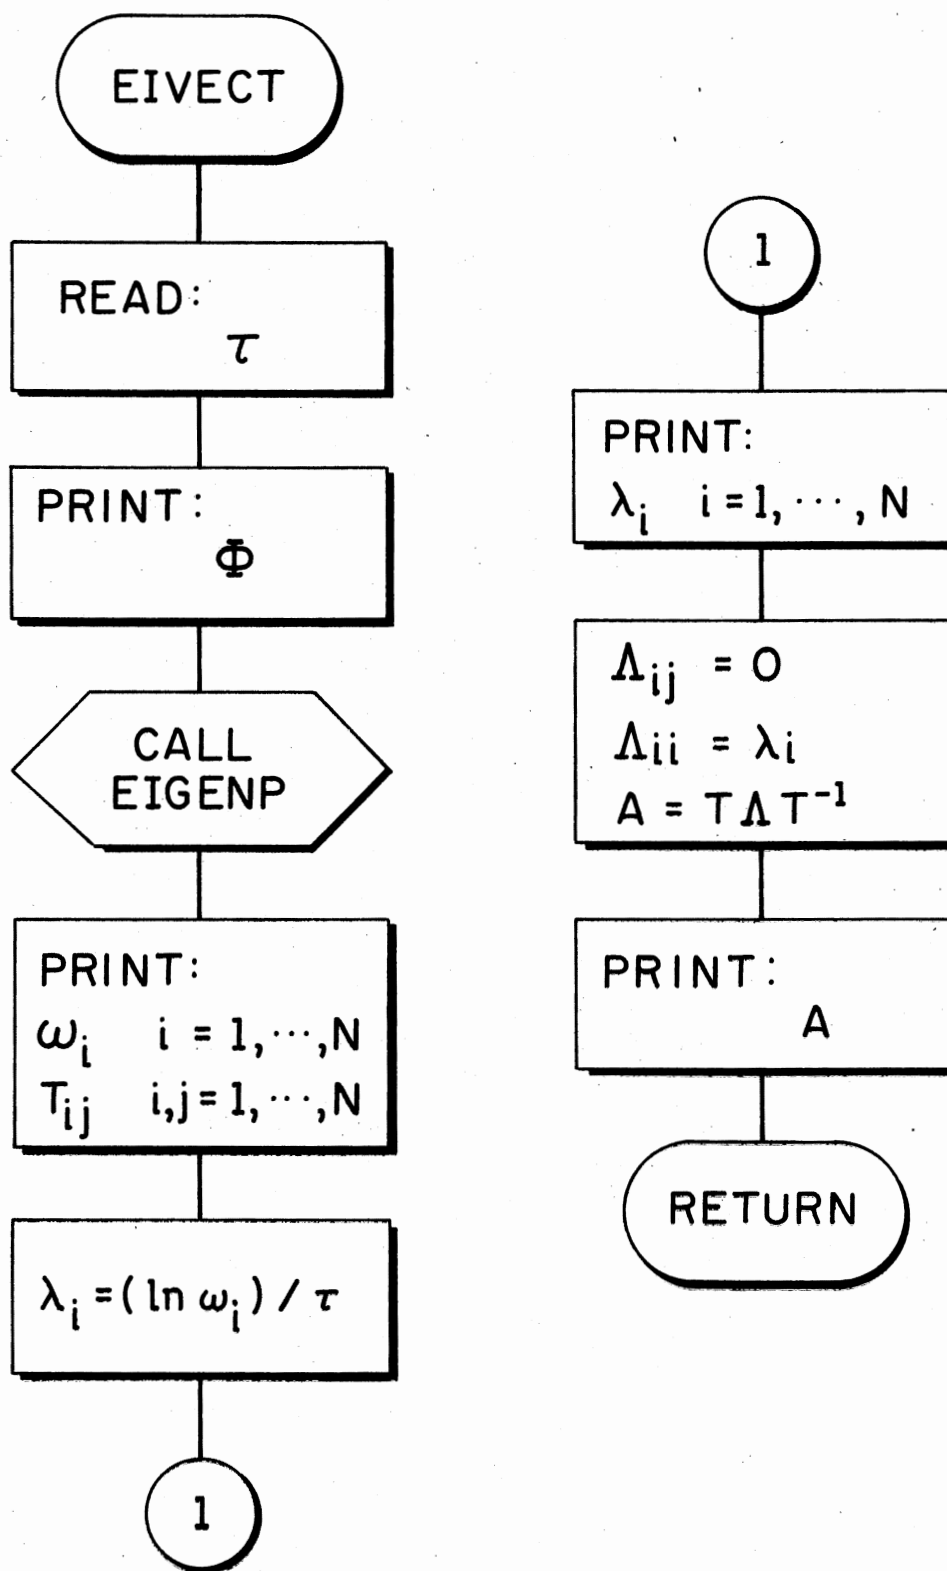 EIVECT
READ:
τ
PRINT:
Φ
CALL
EIGENP
PRINT:
ω_i i = 1, ⋯, N
T_ij i,j = 1, ⋯, N
λ_i = (ln ω_i) / τ
1
1
PRINT:
λ_i i = 1, ⋯, N
Λ_ij = 0
Λ_ii = λ_i
A = T Λ T⁻¹
PRINT:
A
RETURN